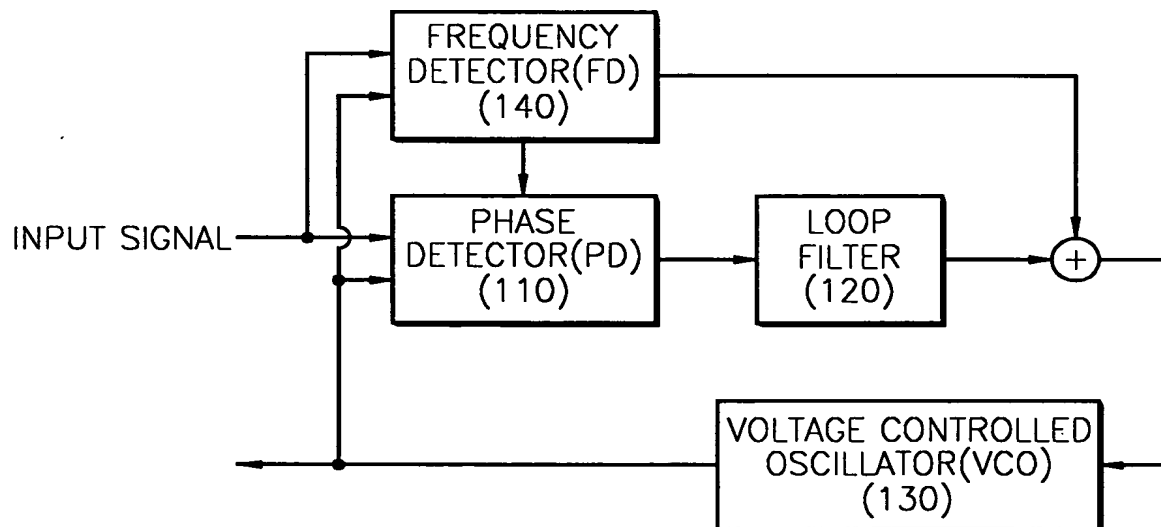 FREQUENCY
DETECTOR(FD)
(140)
INPUT SIGNAL
PHASE
DETECTOR(PD)
(110)
LOOP
FILTER
(120)
+
VOLTAGE CONTROLLED
OSCILLATOR(VCO)
(130)